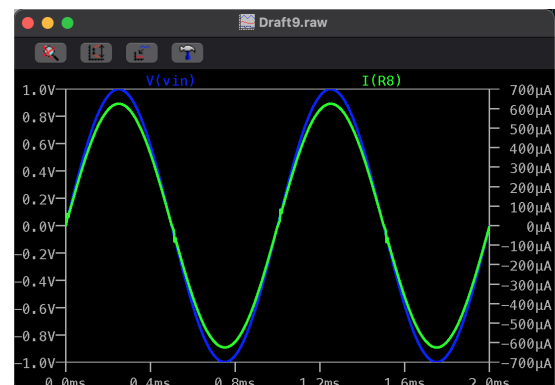 Draft9.raw
V(vin) I(R8)
1.0V 700µA
0.8V 600µA
500µA
0.6V 400µA
0.4V 300µA
200µA
0.2V 100µA
0.0V 0µA
-0.2V -100µA
-200µA
-0.4V -300µA
-0.6V -400µA
-500µA
-0.8V -600µA
-1.0V -700µA
0.0ms 0.4ms 0.8ms 1.2ms 1.6ms 2.0ms